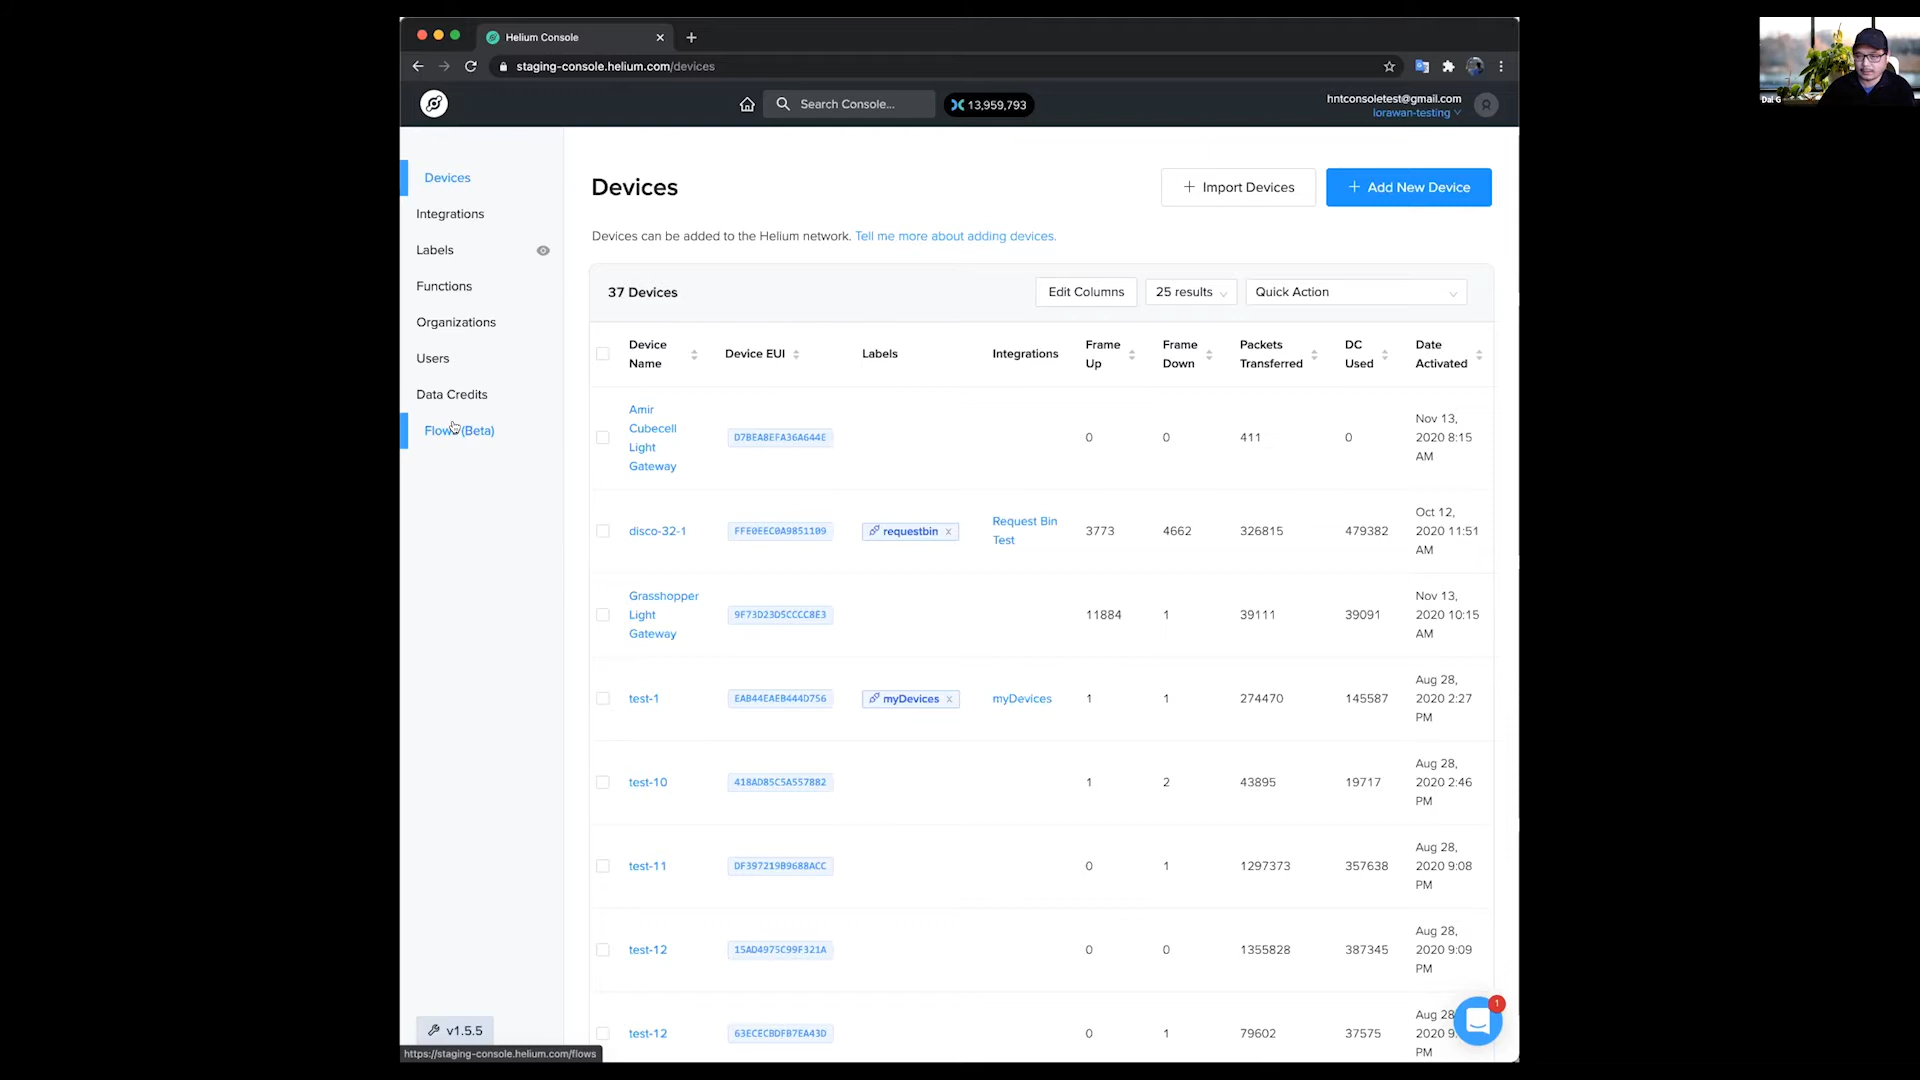 Helium Console
staging-console.helium.com/devices
Search Console...
13,959,793
hntconsoletest@gmail.com
lorawan-testing
Dal G
Devices
Integrations
Labels
Functions
Organizations
Users
Data Credits
Flows (Beta)
Devices
+ Import Devices
+ Add New Device
Devices can be added to the Helium network. Tell me more about adding devices.
37 Devices
Edit Columns
25 results
Quick Action
Device Name
Device EUI
Labels
Integrations
Frame Up
Frame Down
Packets Transferred
DC Used
Date Activated
Amir Cubecell Light Gateway
D7BEA8EFA36A644E
0
0
411
0
Nov 13, 2020 8:15 AM
disco-32-1
FFE0EEC0A9851109
requestbin x
Request Bin Test
3773
4662
326815
479382
Oct 12, 2020 11:51 AM
Grasshopper Light Gateway
9F73D23D5CCCC8E3
11884
1
39111
39091
Nov 13, 2020 10:15 AM
test-1
EAB44EAEB444D756
myDevices x
myDevices
1
1
274470
145587
Aug 28, 2020 2:27 PM
test-10
418AD85C5A557882
1
2
43895
19717
Aug 28, 2020 2:46 PM
test-11
DF397219B9688ACC
0
1
1297373
357638
Aug 28, 2020 9:08 PM
test-12
15AD4975C99F321A
0
0
1355828
387345
Aug 28, 2020 9:09 PM
test-12
63ECECBDFB7EA43D
0
1
79602
37575
Aug 28
2020 9:
PM
1
v1.5.5
https://staging-console.helium.com/flows